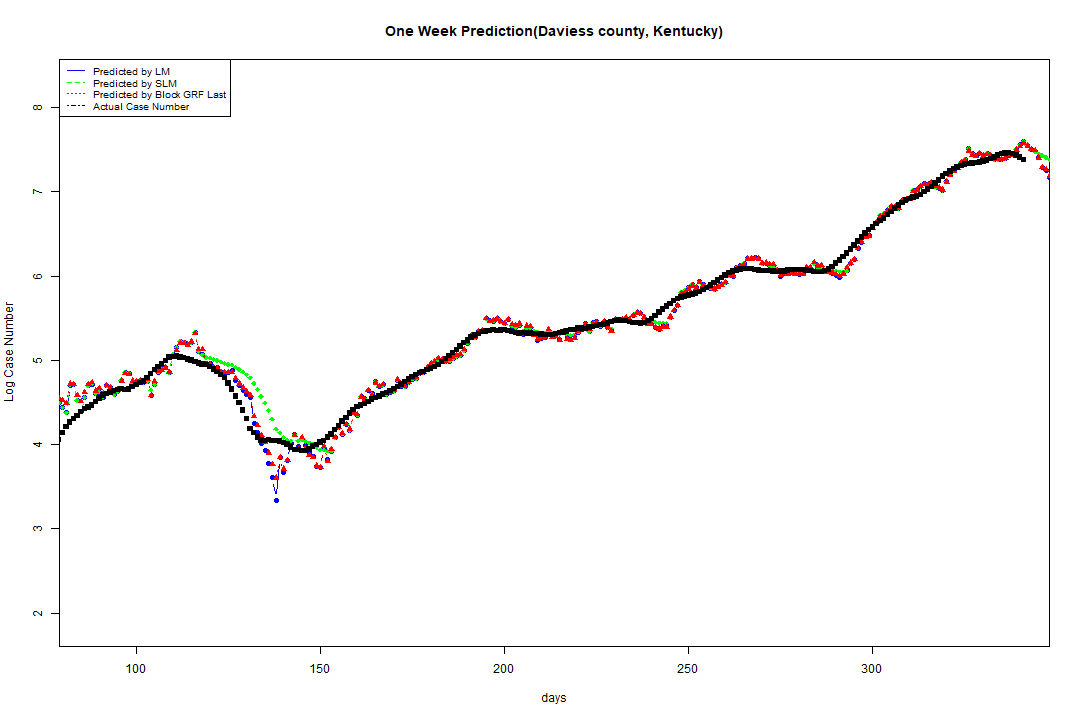 One Week Prediction(Daviess county, Kentucky)
Predicted by LM
Predicted by SLM
Predicted by Block GRF Last
Actual Case Number
8
7
6
5
4
3
2
Log Case Number
100 150 200 250 300
days